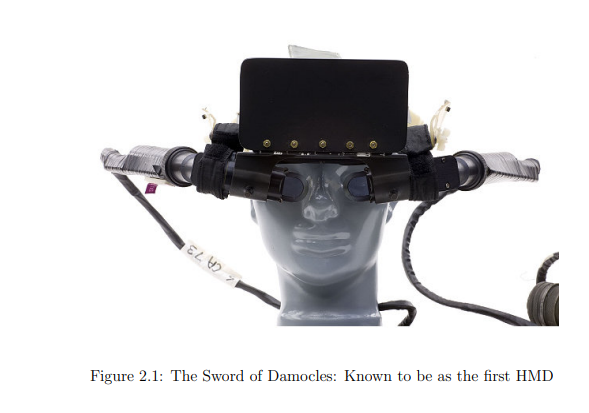 CA 73
Figure 2.1: The Sword of Damocles: Known to be as the first HMD